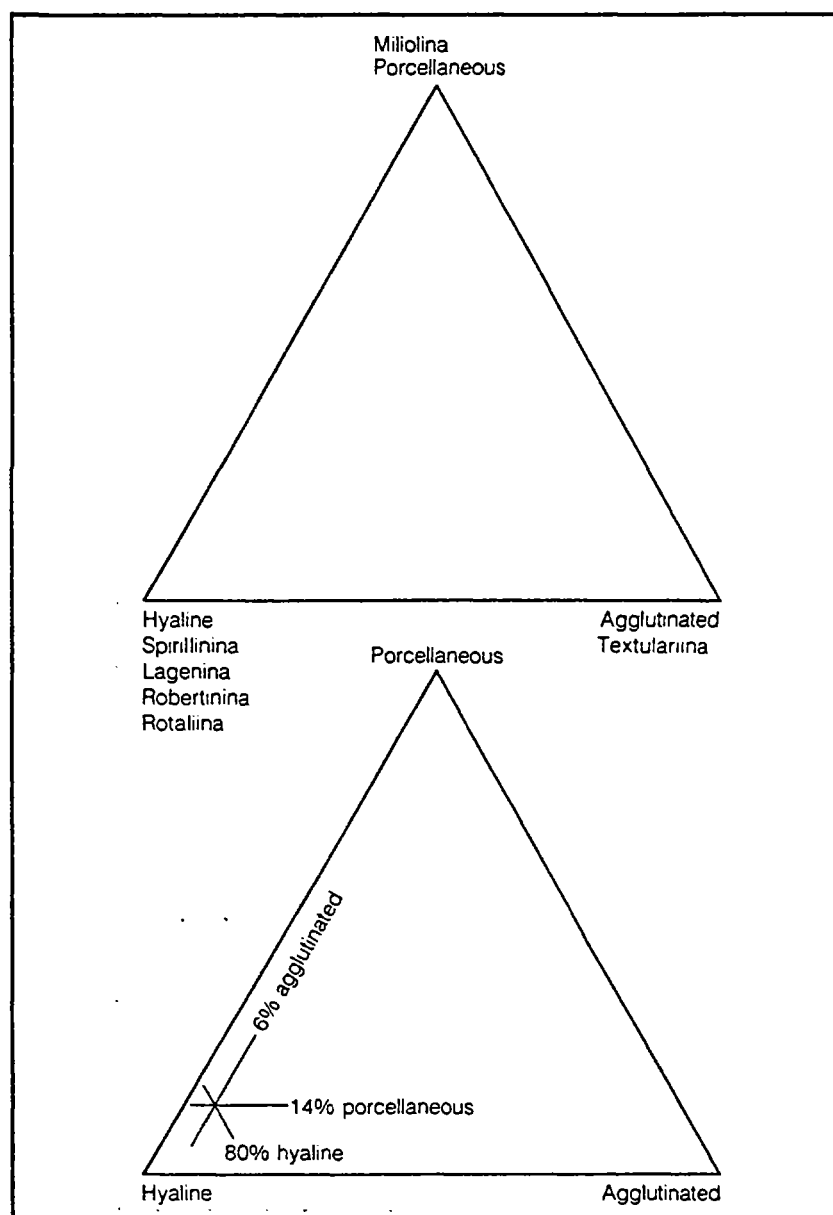 Miliolina
Porcellaneous
Hyaline
Spirillinina
Lagenina
Robertinina
Rotaliina
Agglutinated
Textulariina
Porcellaneous
6% agglutinated
14% porcellaneous
80% hyaline
Hyaline
Agglutinated